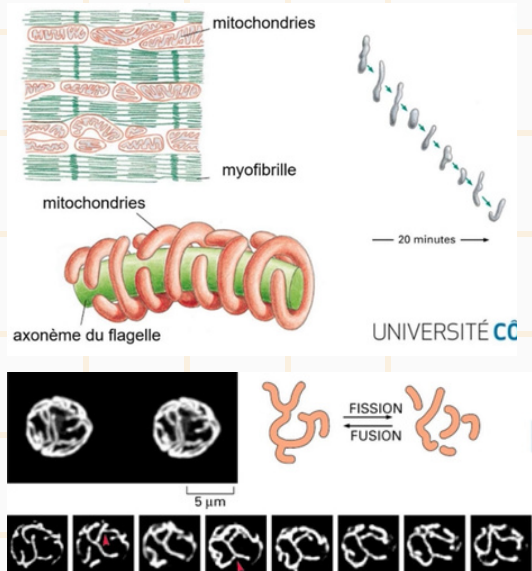 mitochondries
myofibrille
mitochondries
20 minutes
axonème du flagelle
UNIVERSITÉ CÔ
FISSION
FUSION
5 µm